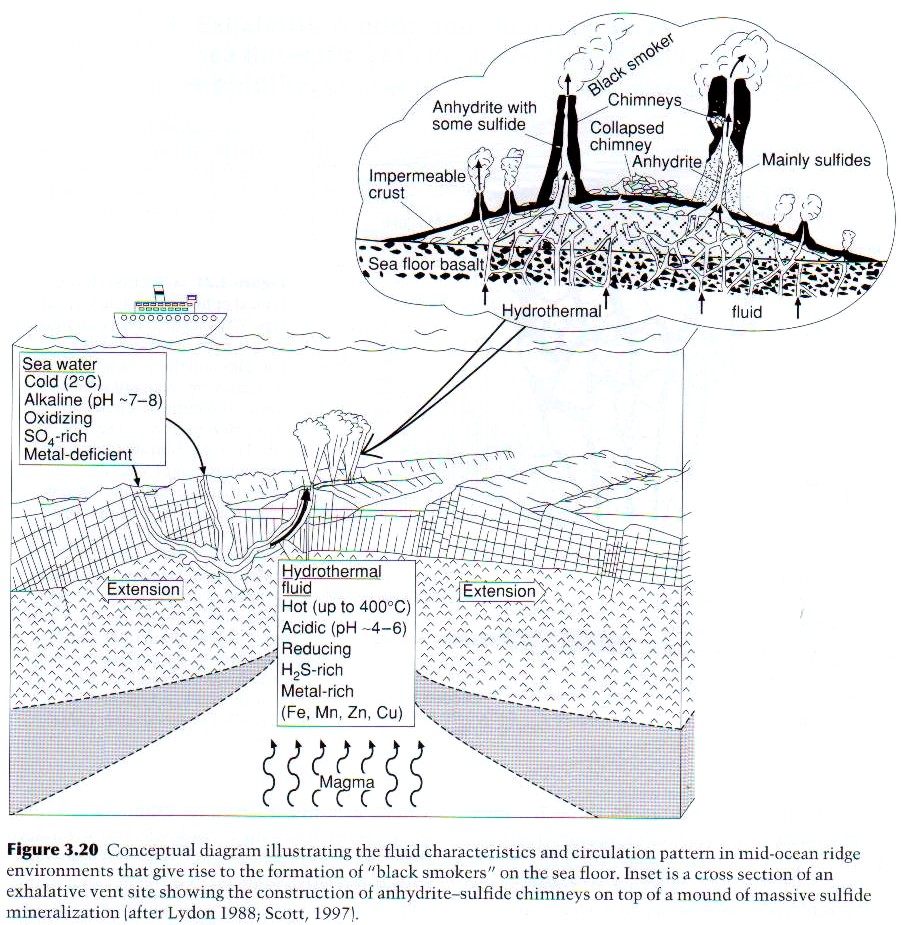 Black smoker
Anhydrite with
some sulfide
Chimneys
Collapsed
chimney
Anhydrite
Mainly sulfides
Impermeable
crust
Sea floor basalt
Hydrothermal
fluid
Sea water
Cold (2°C)
Alkaline (pH ~7–8)
Oxidizing
SO₄-rich
Metal-deficient
Extension
Extension
Hydrothermal
fluid
Hot (up to 400°C)
Acidic (pH ~4–6)
Reducing
H₂S-rich
Metal-rich
(Fe, Mn, Zn, Cu)
Magma
Figure 3.20 Conceptual diagram illustrating the fluid characteristics and circulation pattern in mid-ocean ridge
environments that give rise to the formation of "black smokers" on the sea floor. Inset is a cross section of an
exhalative vent site showing the construction of anhydrite–sulfide chimneys on top of a mound of massive sulfide
mineralization (after Lydon 1988; Scott, 1997).